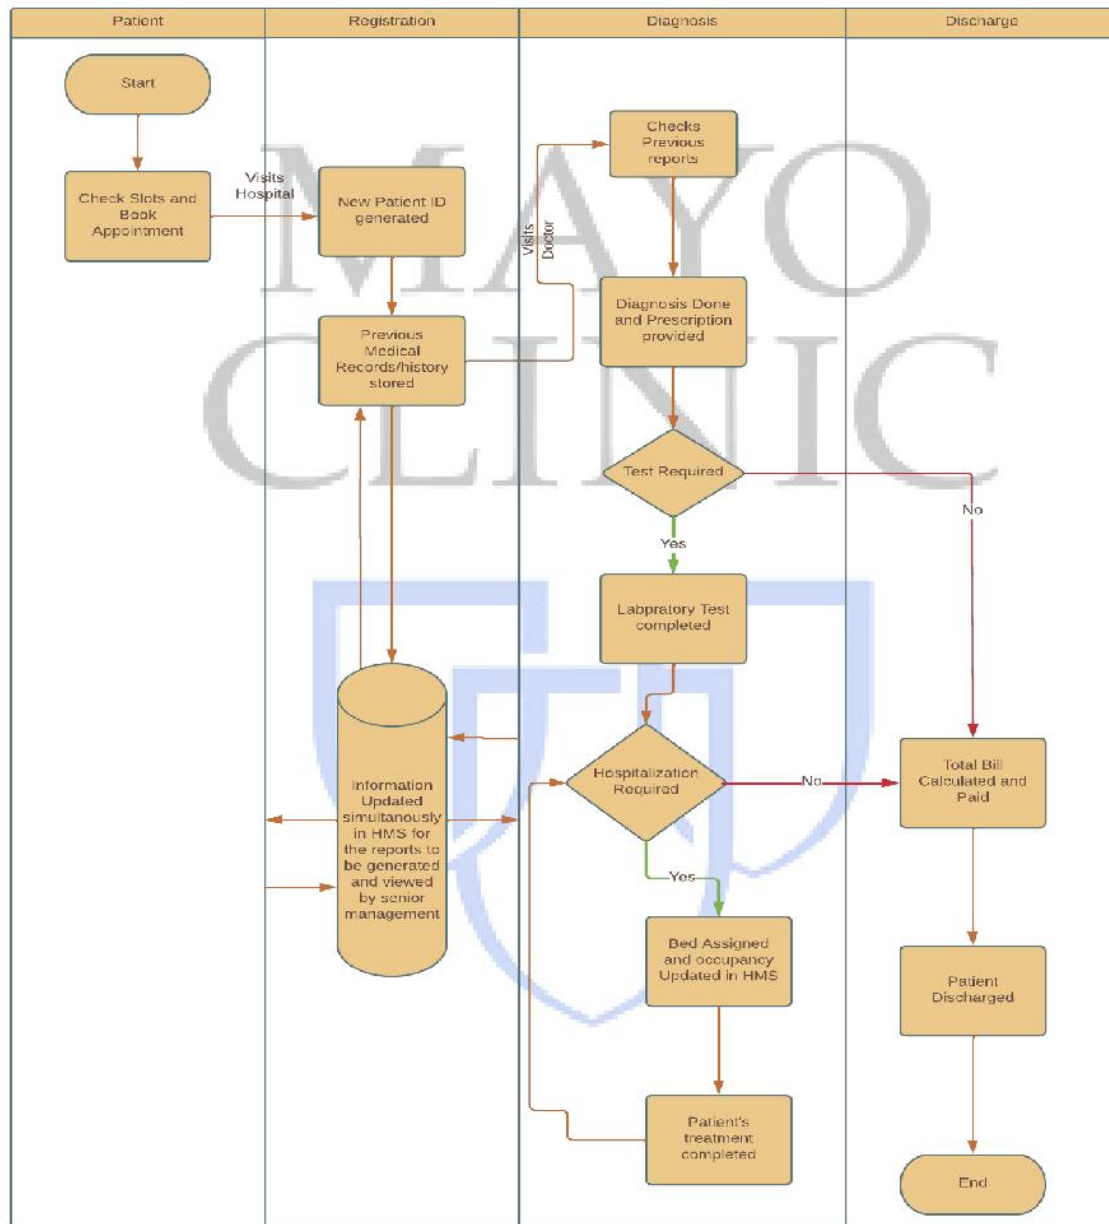 Patient
Registration
Diagnosis
Discharge
Start
Check Slots and
Book
Appointment
Visits
Hospital
New Patient ID
generated
Previous
Medical
Records/history
stored
Visits
Doctor
Information
Updated
simultanously
in HMS for
the reports to
be generated
and viewed
by senior
management
Checks
Previous
reports
Diagnosis Done
and Prescription
provided
Test Required
Yes
No
Labpratory Test
completed
Hospitalization
Required
No
Yes
Bed Assigned
and occupancy
Updated in HMS
Patient's
treatment
completed
Total Bill
Calculated and
Paid
Patient
Discharged
End
MAYO
CLINIC